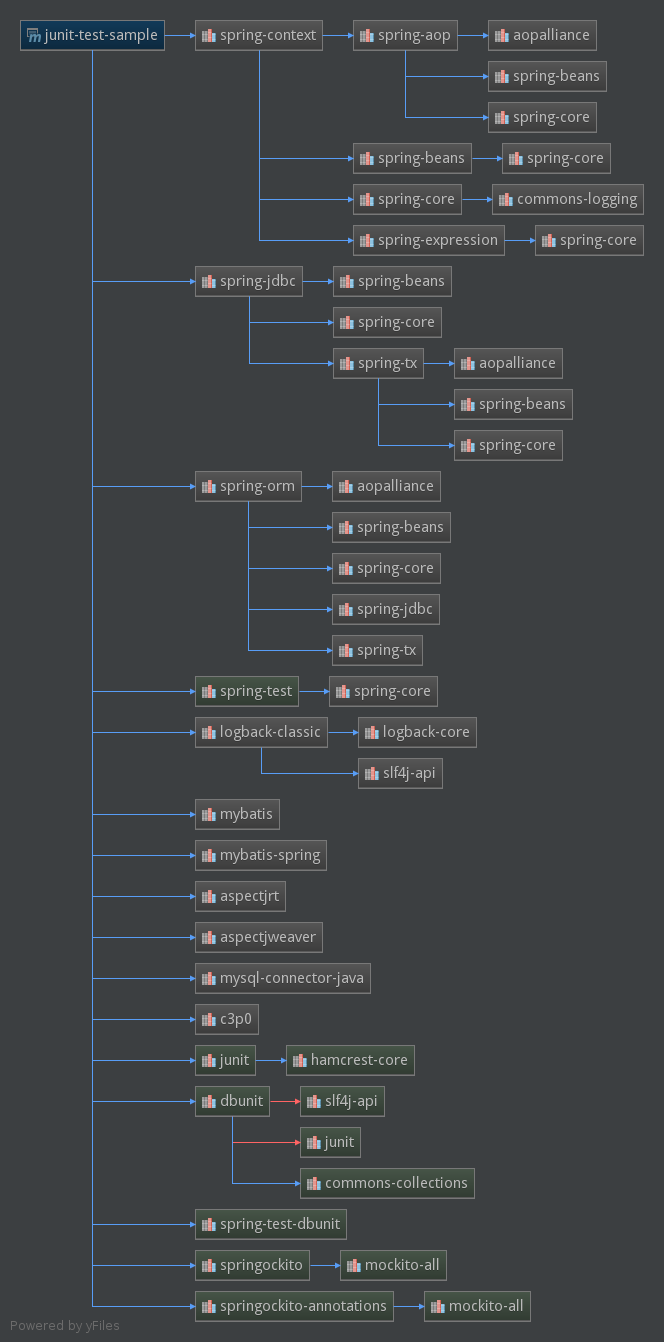 junit-test-sample spring-context spring-aop aopalliance
spring-beans
spring-core
spring-beans spring-core
spring-core commons-logging
spring-expression spring-core
spring-jdbc spring-beans
spring-core
spring-tx aopalliance
spring-beans
spring-core
spring-orm aopalliance
spring-beans
spring-core
spring-jdbc
spring-tx
spring-test spring-core
logback-classic logback-core
slf4j-api
mybatis
mybatis-spring
aspectjrt
aspectjweaver
mysql-connector-java
c3p0
junit hamcrest-core
dbunit slf4j-api
junit
commons-collections
spring-test-dbunit
springockito mockito-all
springockito-annotations mockito-all
Powered by yFiles